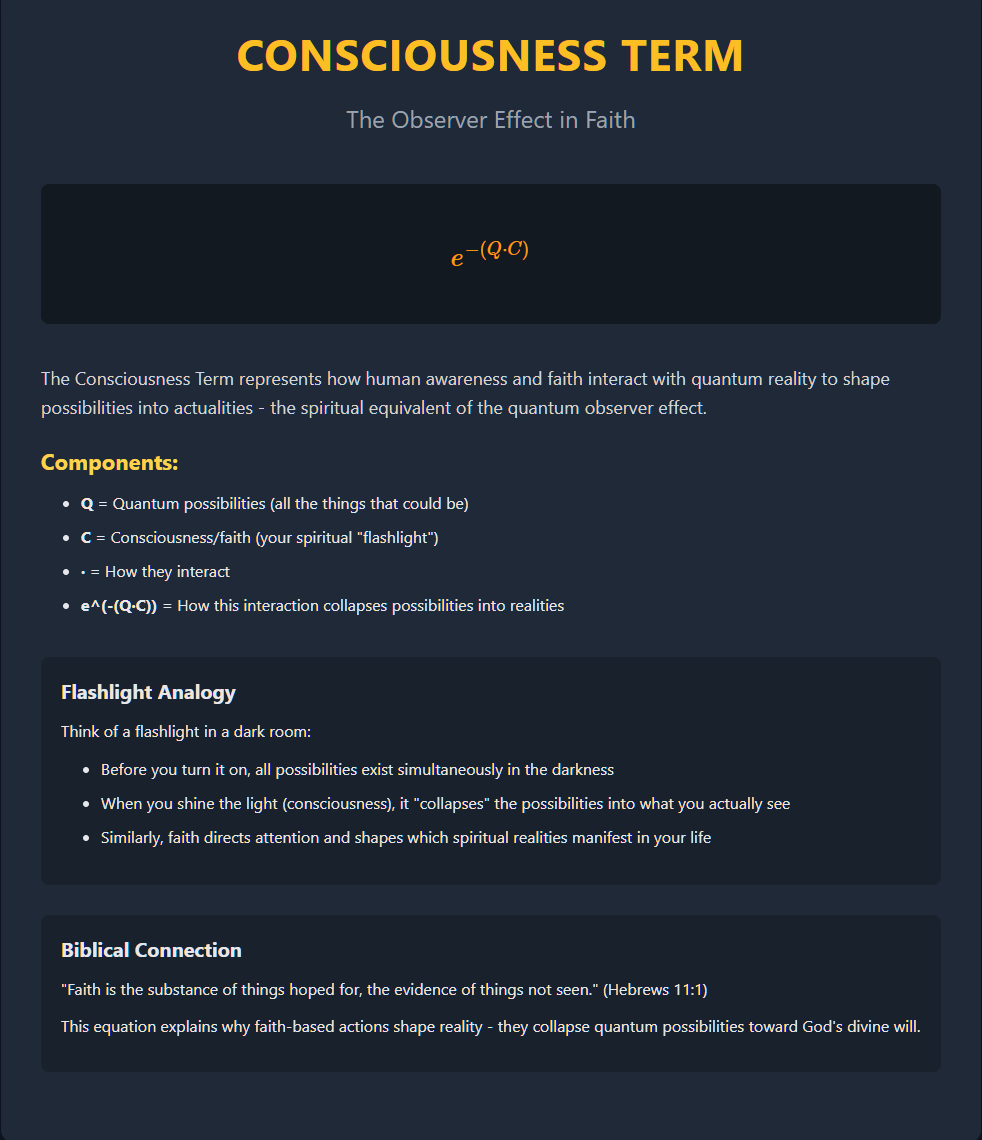 CONSCIOUSNESS TERM
The Observer Effect in Faith
e^{-(Q·C)}
The Consciousness Term represents how human awareness and faith interact with quantum reality to shape
possibilities into actualities - the spiritual equivalent of the quantum observer effect.
Components:
• Q = Quantum possibilities (all the things that could be)
• C = Consciousness/faith (your spiritual "flashlight")
• · = How they interact
• e^(-(Q·C)) = How this interaction collapses possibilities into realities
Flashlight Analogy
Think of a flashlight in a dark room:
• Before you turn it on, all possibilities exist simultaneously in the darkness
• When you shine the light (consciousness), it "collapses" the possibilities into what you actually see
• Similarly, faith directs attention and shapes which spiritual realities manifest in your life
Biblical Connection
"Faith is the substance of things hoped for, the evidence of things not seen." (Hebrews 11:1)
This equation explains why faith-based actions shape reality - they collapse quantum possibilities toward God's divine will.